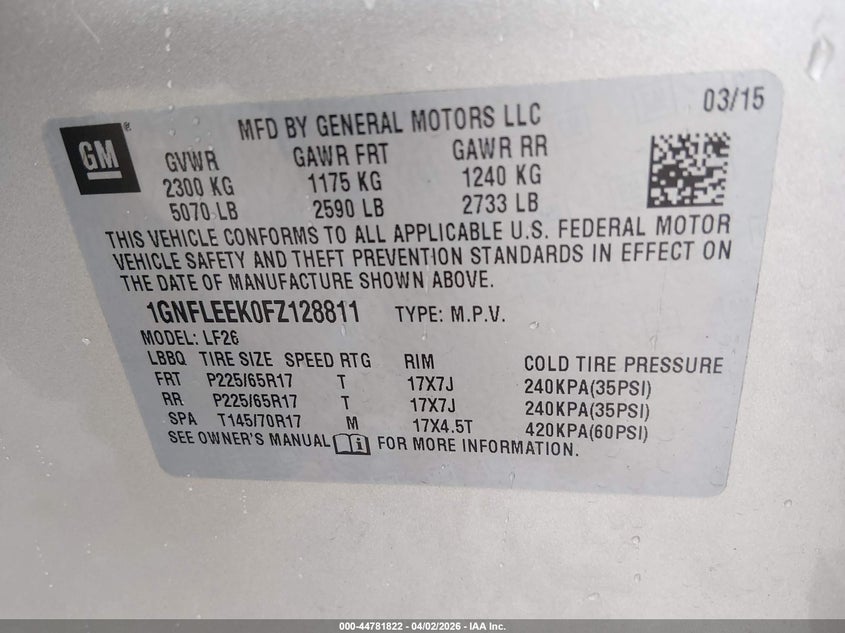 03/15
GM®
MFD BY GENERAL MOTORS LLC
GVWR GAWR FRT GAWR RR
2300 KG 1175 KG 1240 KG
5070 LB 2590 LB 2733 LB
THIS VEHICLE CONFORMS TO ALL APPLICABLE U.S. FEDERAL MOTOR
VEHICLE SAFETY AND THEFT PREVENTION STANDARDS IN EFFECT ON
THE DATE OF MANUFACTURE SHOWN ABOVE.
1GNFLEEK0FZ128811 TYPE: M.P.V.
MODEL: LF26
LBBQ TIRE SIZE SPEED RTG RIM COLD TIRE PRESSURE
FRT P225/65R17 T 17X7J 240KPA(35PSI)
RR P225/65R17 T 17X7J 240KPA(35PSI)
SPA T145/70R17 M 17X4.5T 420KPA(60PSI)
SEE OWNER'S MANUAL i FOR MORE INFORMATION.
000-44781822 - 04/02/2026 - IAA Inc.